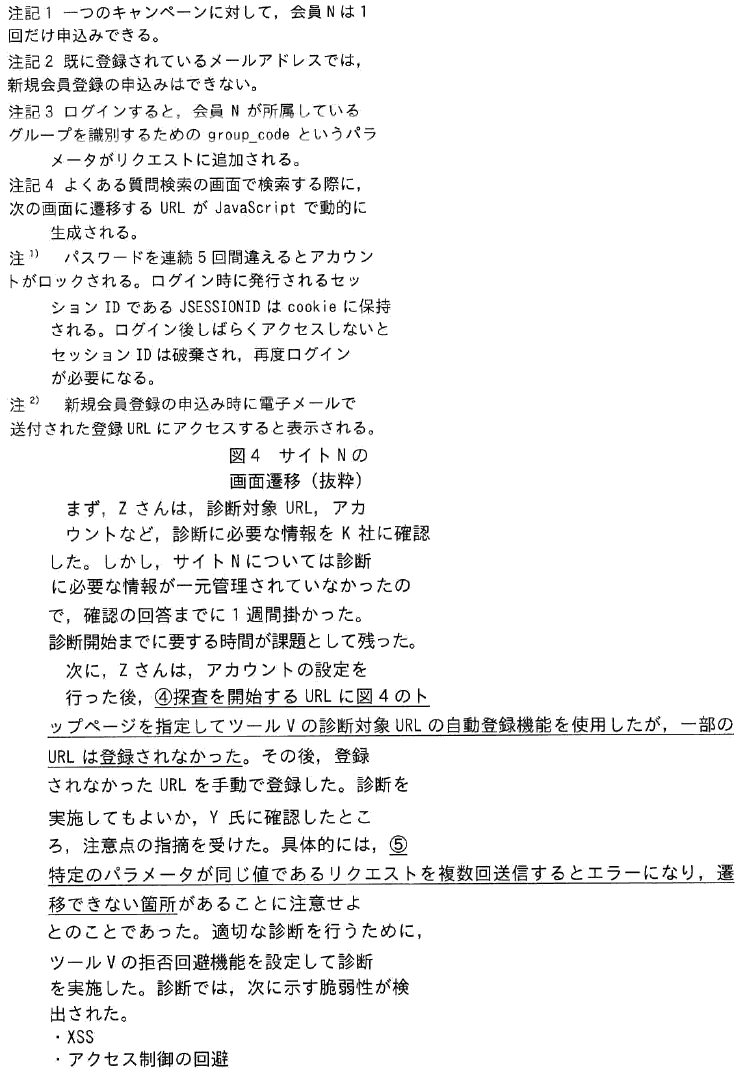 注記1 一つのキャンペーンに対して，会員Nは1
回だけ申込みできる。
注記2 既に登録されているメールアドレスでは，
新規会員登録の申込みはできない。
注記3 ログインすると，会員 N が所属している
グループを識別するための group_code というパラ
メータがリクエストに追加される。
注記4 よくある質問検索の画面で検索する際に，
次の画面に遷移する URL が JavaScript で動的に
生成される。
注1) パスワードを連続5回間違えるとアカウン
トがロックされる。ログイン時に発行されるセッ
ション ID である JSESSIONID は cookie に保持
される。ログイン後しばらくアクセスしないと
セッション ID は破棄され，再度ログイン
が必要になる。
注2) 新規会員登録の申込み時に電子メールで
送付された登録 URL にアクセスすると表示される。
図4 サイトNの
画面遷移（抜粋）
まず，Z さんは，診断対象 URL，アカ
ウントなど，診断に必要な情報を K 社に確認
した。しかし，サイトNについては診断
に必要な情報が一元管理されていなかったの
で，確認の回答までに1週間掛かった。
診断開始までに要する時間が課題として残った。
次に，Z さんは，アカウントの設定を
行った後，④探査を開始する URL に図4のト
ップページを指定してツールVの診断対象 URL の自動登録機能を使用したが，一部の
URL は登録されなかった。その後，登録
されなかった URL を手動で登録した。診断を
実施してもよいか，Y 氏に確認したとこ
ろ，注意点の指摘を受けた。具体的には，⑤
特定のパラメータが同じ値であるリクエストを複数回送信するとエラーになり，遷
移できない箇所があることに注意せよ
とのことであった。適切な診断を行うために，
ツールVの拒否回避機能を設定して診断
を実施した。診断では，次に示す脆弱性が検
出された。
・XSS
・アクセス制御の回避